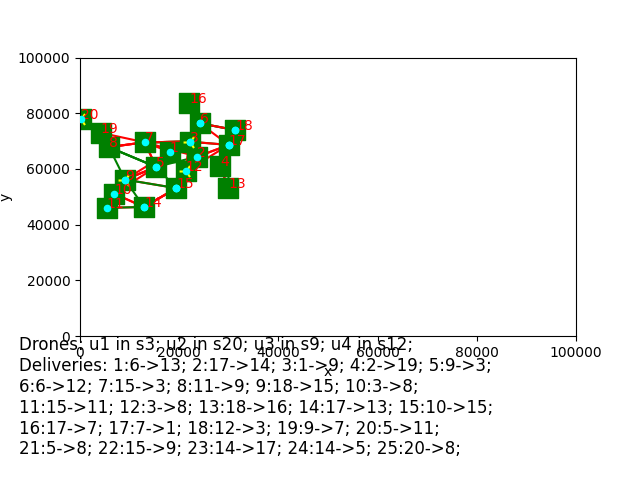 100000
80000
60000
40000
20000
0
y
16
20
18
19
13
0 20000 40000 60000 80000 100000
x
Drones: u1 in s3; u2 in s20; u3 in s9; u4 in s12;
Deliveries: 1:6->13; 2:17->14; 3:1->9; 4:2->19; 5:9->3;
6:6->12; 7:15->3; 8:11->9; 9:18->15; 10:3->8;
11:15->11; 12:3->8; 13:18->16; 14:17->13; 15:10->15;
16:17->7; 17:7->1; 18:12->3; 19:9->7; 20:5->11;
21:5->8; 22:15->9; 23:14->17; 24:14->5; 25:20->8;